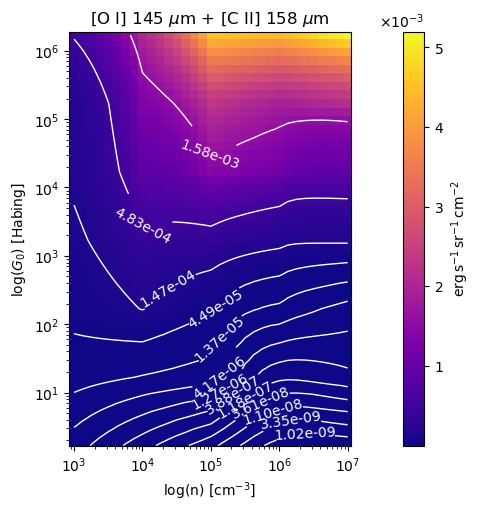 [O I] 145 μm + [C II] 158 μm
×10⁻³
10⁶
10⁵
10⁴
10³
10²
10¹
log(G₀) [Habing]
1.58e-03
4.83e-04
1.47e-04
4.49e-05
1.37e-05
4.17e-06
1.27e-06
1.10e-08
3.35e-09
1.02e-09
10³
10⁴
10⁵
10⁶
10⁷
log(n) [cm⁻³]
5
4
3
2
1
erg s⁻¹ sr⁻¹ cm⁻²